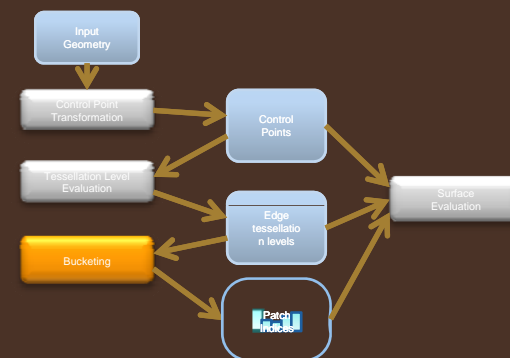 Input
Geometry
Control Point
Transformation
Control
Points
Tessellation Level
Evaluation
Surface
Evaluation
Edge
tessellatio
n levels
Bucketing
Patch
Indices